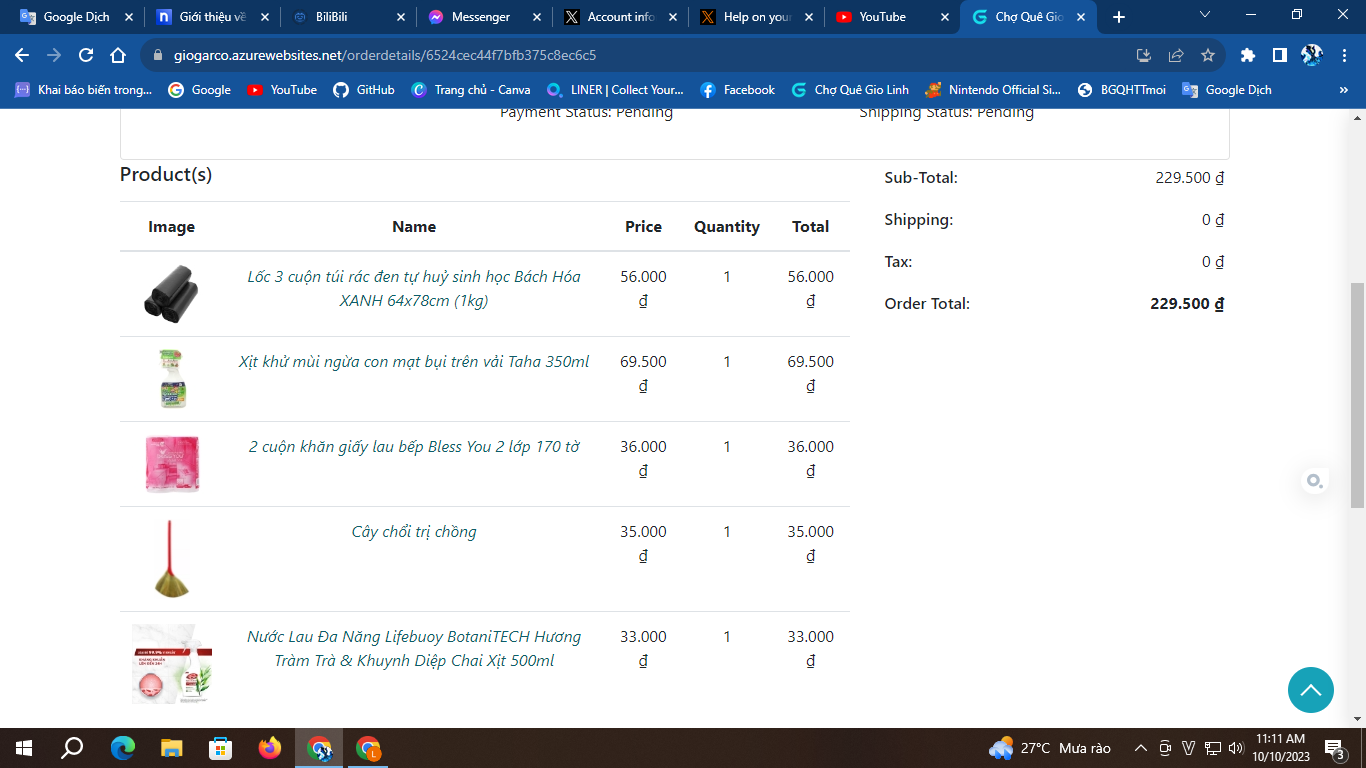 Google Dịch
Giới thiệu về
BiliBili
Messenger
Account info
Help on your
YouTube
Chợ Quê Gio
giogarco.azurewebsites.net/orderdetails/6524cec44f7bfb375c8ec6c5
Khai báo biến trong...
Google
YouTube
GitHub
Trang chủ - Canva
LINER | Collect Your...
Facebook
Chợ Quê Gio Linh
Nintendo Official Si...
BGQHTTmoi
Google Dịch
»
Payment Status: Pending
Shipping Status: Pending
Product(s)
Image Name Price Quantity Total
Lốc 3 cuộn túi rác đen tự huỷ sinh học Bách Hóa
XANH 64x78cm (1kg)
56.000
₫
1
56.000
₫
Xịt khử mùi ngừa con mạt bụi trên vải Taha 350ml
69.500
₫
1
69.500
₫
2 cuộn khăn giấy lau bếp Bless You 2 lớp 170 tờ
36.000
₫
1
36.000
₫
Cây chổi trị chồng
35.000
₫
1
35.000
₫
Nước Lau Đa Năng Lifebuoy BotaniTECH Hương
Tràm Trà & Khuynh Diệp Chai Xịt 500ml
33.000
₫
1
33.000
₫
Sub-Total: 229.500 ₫
Shipping: 0 ₫
Tax: 0 ₫
Order Total: 229.500 ₫
27°C Mưa rào
11:11 AM
10/10/2023
3